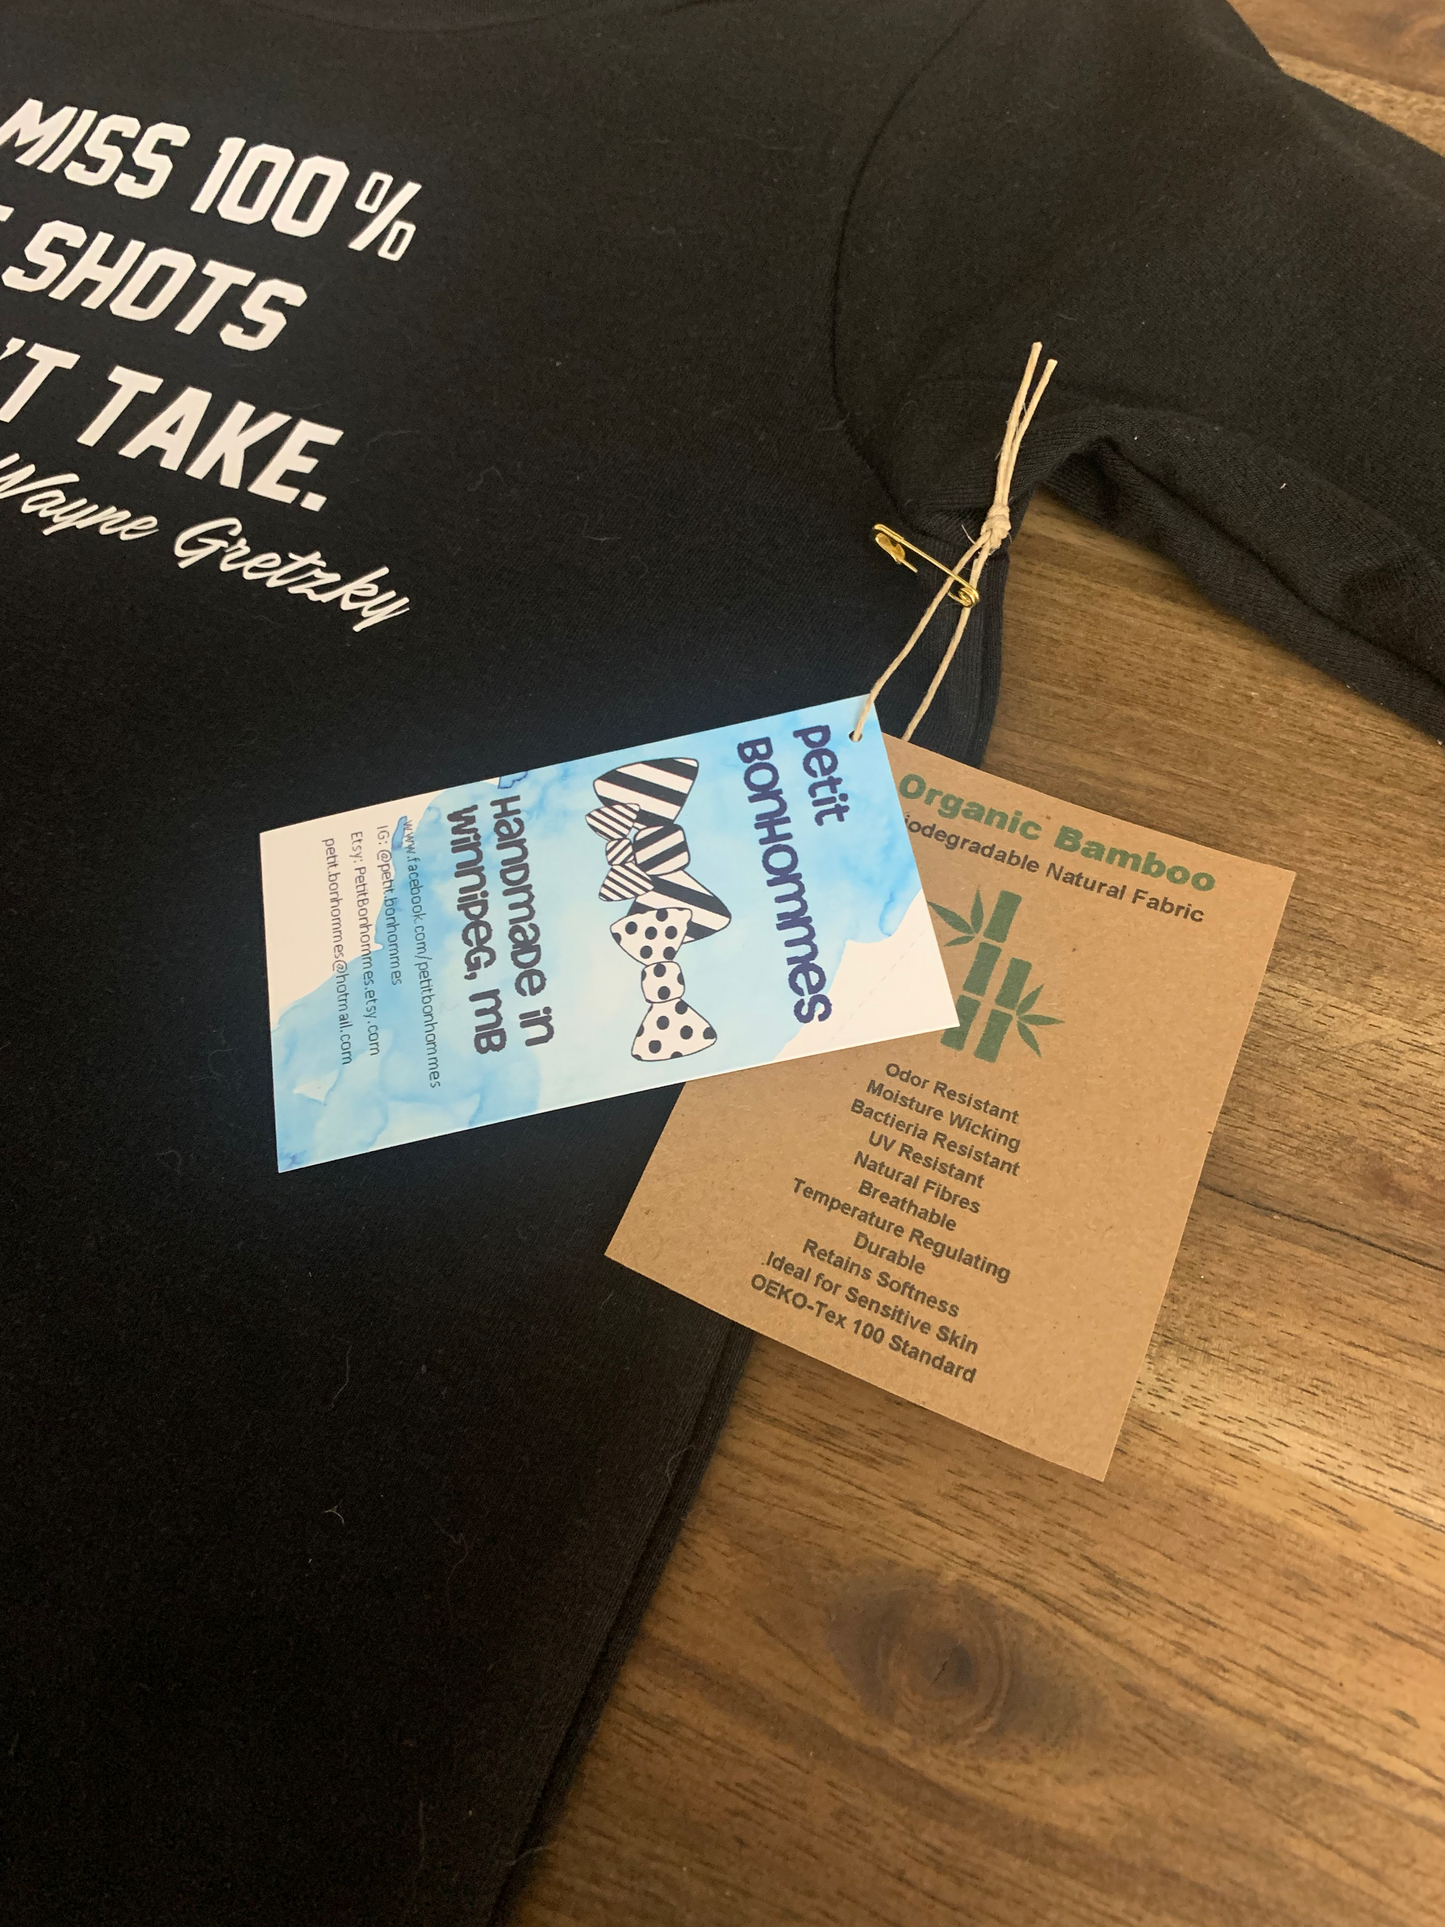 MISS 100%
SHOTS
'T TAKE.
Wayne Gretzky
Petit
Bonhommes
Handmade in
Winnipeg, MB
www.facebook.com/petitbonhommes
IG: @petit.bonhommes
Etsy: PetitBonhommes.etsy.com
petit.bonhommes@hotmail.com
Organic Bamboo
iodegradable Natural Fabric
Odor Resistant
Moisture Wicking
Bactieria Resistant
UV Resistant
Natural Fibres
Breathable
Temperature Regulating
Durable
Retains Softness
Ideal for Sensitive Skin
OEKO-Tex 100 Standard